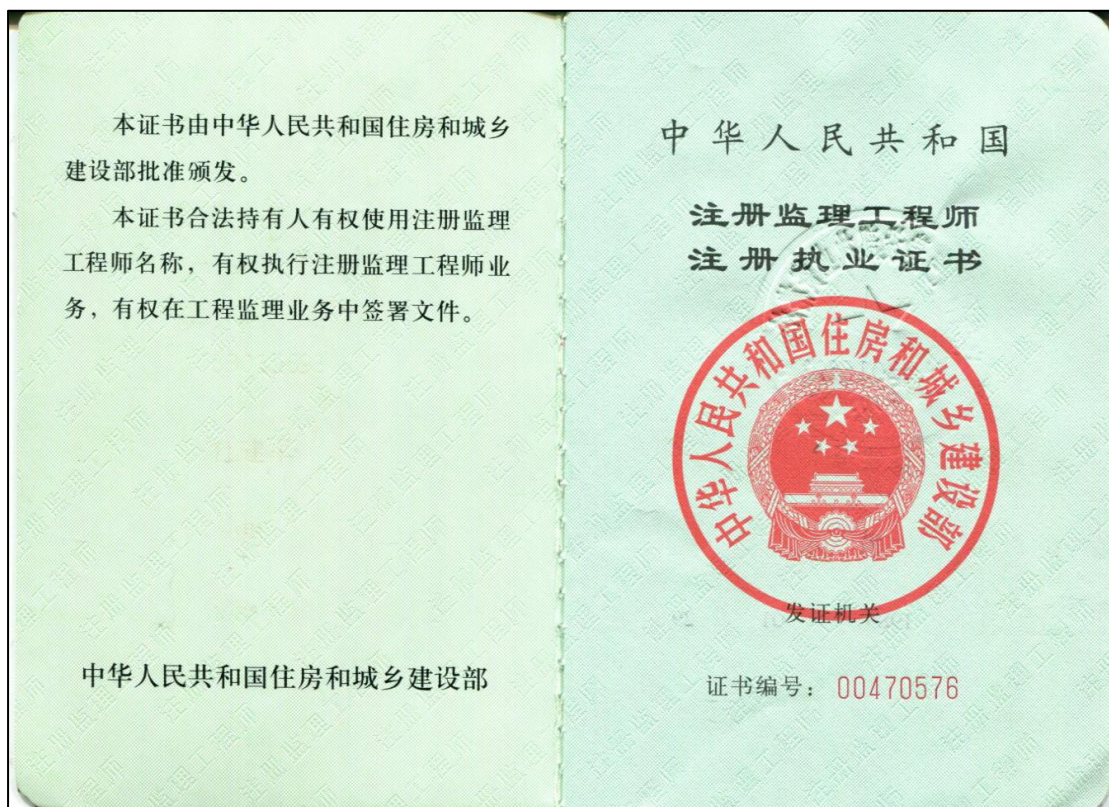 本证书由中华人民共和国住房和城乡
建设部批准颁发。
本证书合法持有人有权使用注册监理
工程师名称，有权执行注册监理工程师业
务，有权在工程监理业务中签署文件。
中华人民共和国住房和城乡建设部
中华人民共和国
注册监理工程师
注册执业证书
中华人民共和国住房和城乡建设部
发证机关
证书编号：00470576